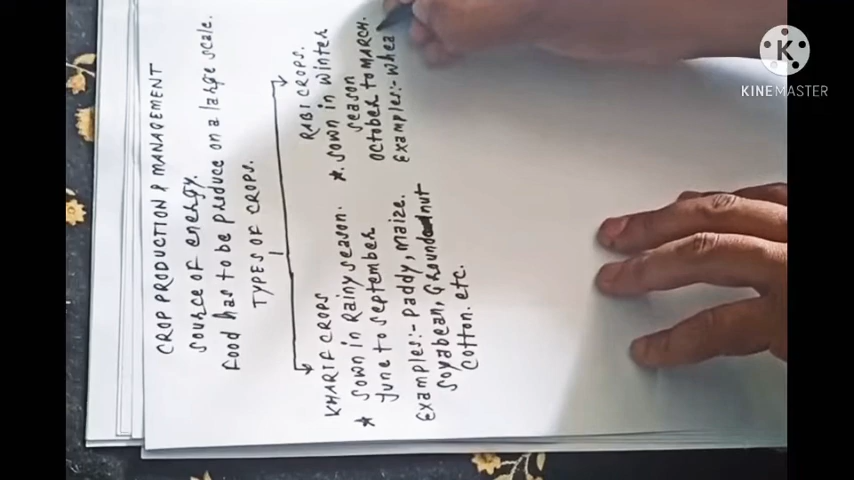 CROP PRODUCTION & MANAGEMENT
source of energy.
Food has to be produce on a large scale.
TYPES OF CROPS.
KHARIF CROPS
* Sown in Rainy season.
June to September
Examples:- Paddy, Maize.
Soyabean, Groundnut
Cotton. etc.
RABI CROPS.
*. Sown in Winter
season
October to MARCH.
Examples:- Whea
K
KINEMASTER